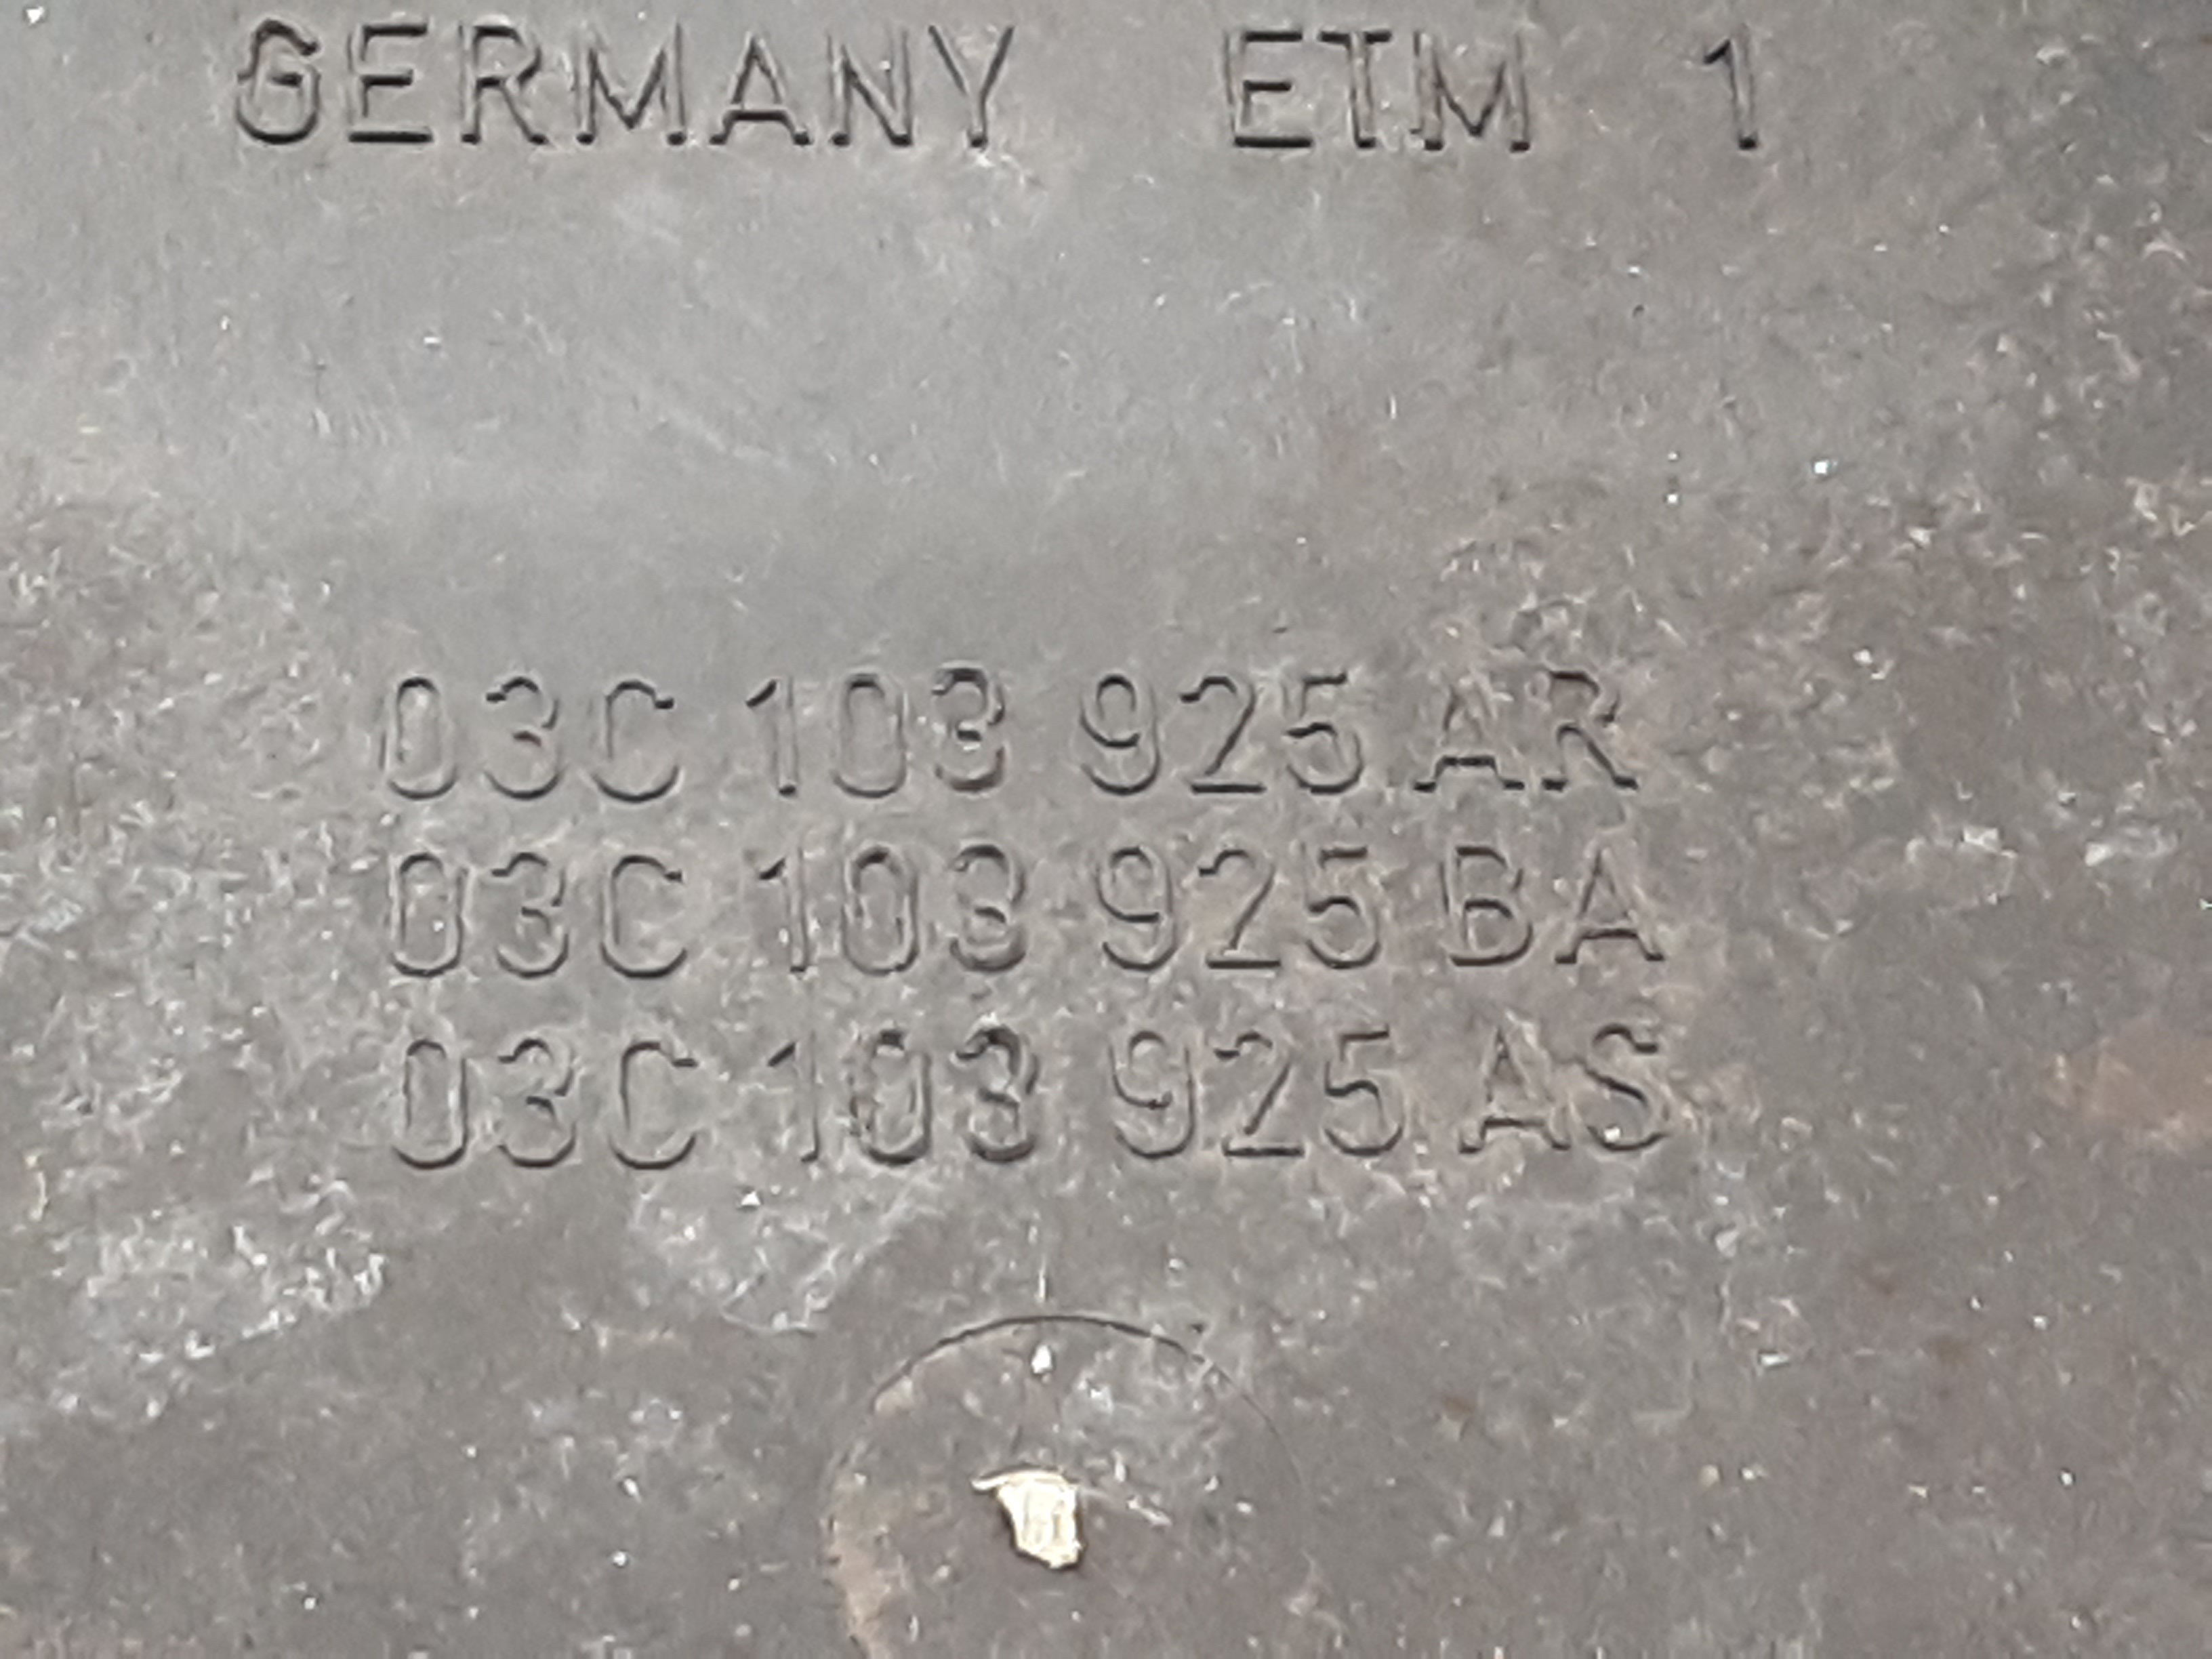 GERMANY ETM 1
03C 103 925 AR
03C 103 925 BA
03C 103 925 AS